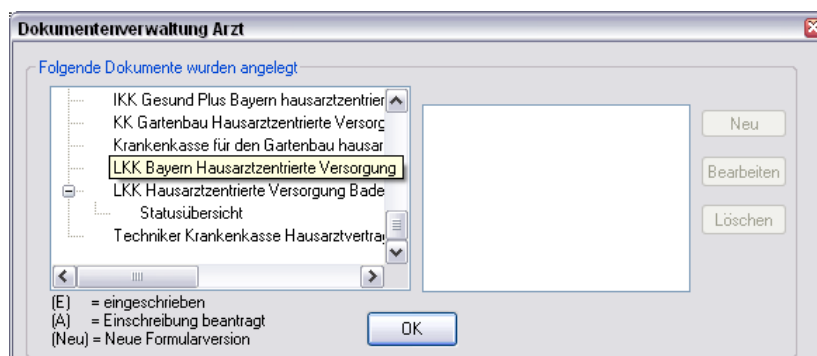 Dokumentenverwaltung Arzt
Folgende Dokumente wurden angelegt
IKK Gesund Plus Bayern hausarztzentrier
KK Gartenbau Hausarztzentrierte Versorg
Krankenkasse für den Gartenbau hausar
LKK Bayern Hausarztzentrierte Versorgung
LKK Hausarztzentrierte Versorgung Bade
Statusübersicht
Techniker Krankenkasse Hausarztvertrag
Neu
Bearbeiten
Löschen
(E) = eingeschrieben
(A) = Einschreibung beantragt
(Neu) = Neue Formularversion
OK